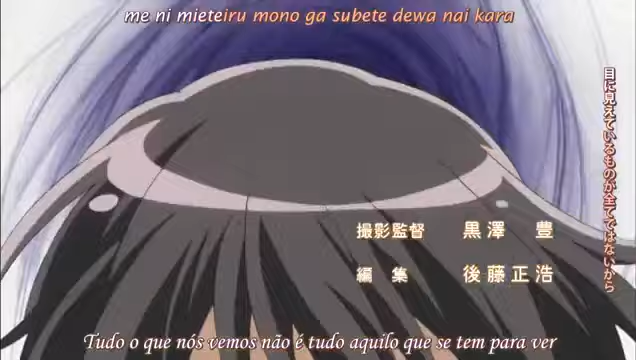 me ni mieteiru mono ga subete dewa nai kara
目に見えているものが全てではないから
撮影監督 黒澤 豊
編 集 後藤正浩
Tudo o que nós vemos não é tudo aquilo que se tem para ver